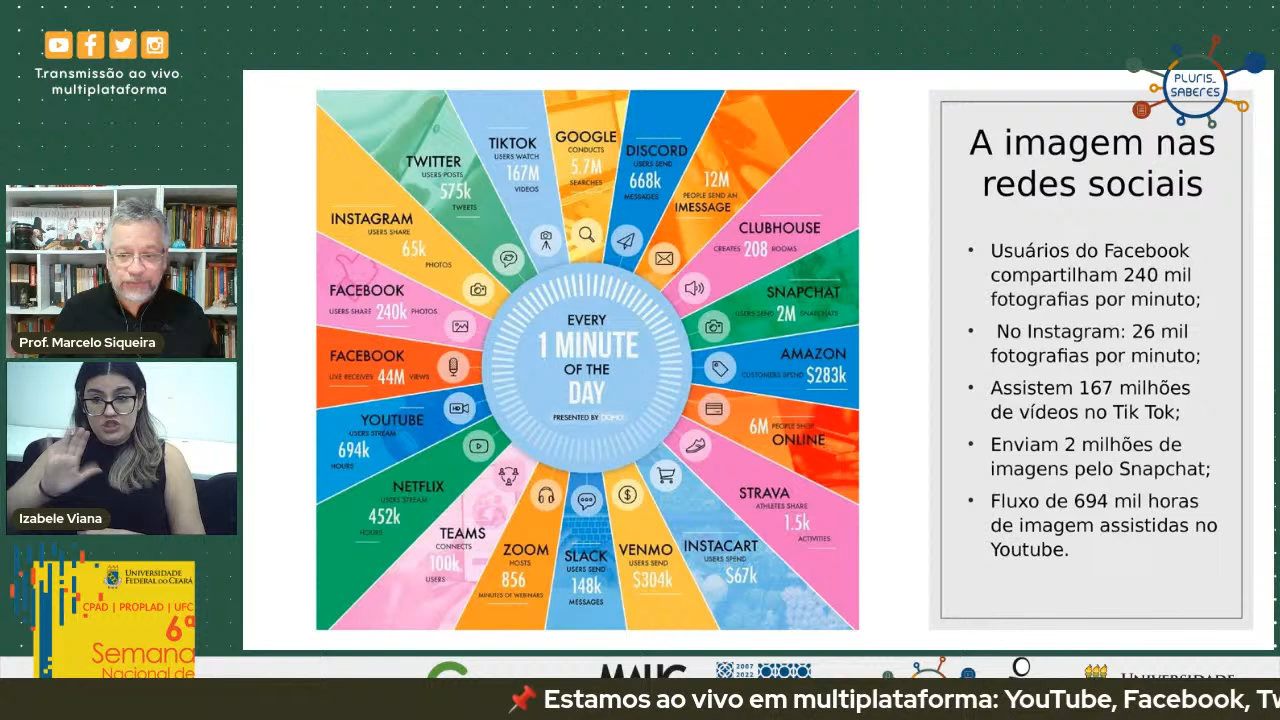 Transmissão ao vivo
multiplataforma
PLURIS_
SABERES
TWITTER
USERS POSTS
575k
TWEETS
TIKTOK
USERS WATCH
167M
VIDEOS
GOOGLE
CONDUCTS
5.7M
SEARCHES
DISCORD
USERS SEND
668k
MESSAGES
12M
PEOPLE SEND AN
IMESSAGE
CLUBHOUSE
CREATES 208 ROOMS
SNAPCHAT
USERS SEND 2M SNAPCHATS
AMAZON
CUSTOMERS SPEND $283k
6M PEOPLE SHOP
ONLINE
STRAVA
ATHLETES SHARE
1.5k
ACTIVITIES
INSTACART
USERS SPEND
$67k
VENMO
USERS SEND
$304k
SLACK
USERS SEND
148k
MESSAGES
ZOOM
HOSTS
856
MINUTES OF WEBINARS
TEAMS
CONNECTS
100k
USERS
NETFLIX
USERS STREAM
452k
HOURS
YOUTUBE
USERS STREAM
694k
HOURS
FACEBOOK
LIVE RECEIVES 44M VIEWS
FACEBOOK
USERS SHARE 240k PHOTOS
INSTAGRAM
USERS SHARE
65k
PHOTOS
EVERY
1 MINUTE
OF THE
DAY
PRESENTED BY DOMO
HD
A imagem nas
redes sociais
• Usuários do Facebook
compartilham 240 mil
fotografias por minuto;
• No Instagram: 26 mil
fotografias por minuto;
• Assistem 167 milhões
de vídeos no Tik Tok;
• Enviam 2 milhões de
imagens pelo Snapchat;
• Fluxo de 694 mil horas
de imagem assistidas no
Youtube.
Prof. Marcelo Siqueira
Izabele Viana
UNIVERSIDADE
FEDERAL DO CEARÁ
CPAD | PROPLAD | UFC
6ª
Semana
Nacional de
2007
2022
📌 Estamos ao vivo em multiplataforma: YouTube, Facebook, Tw